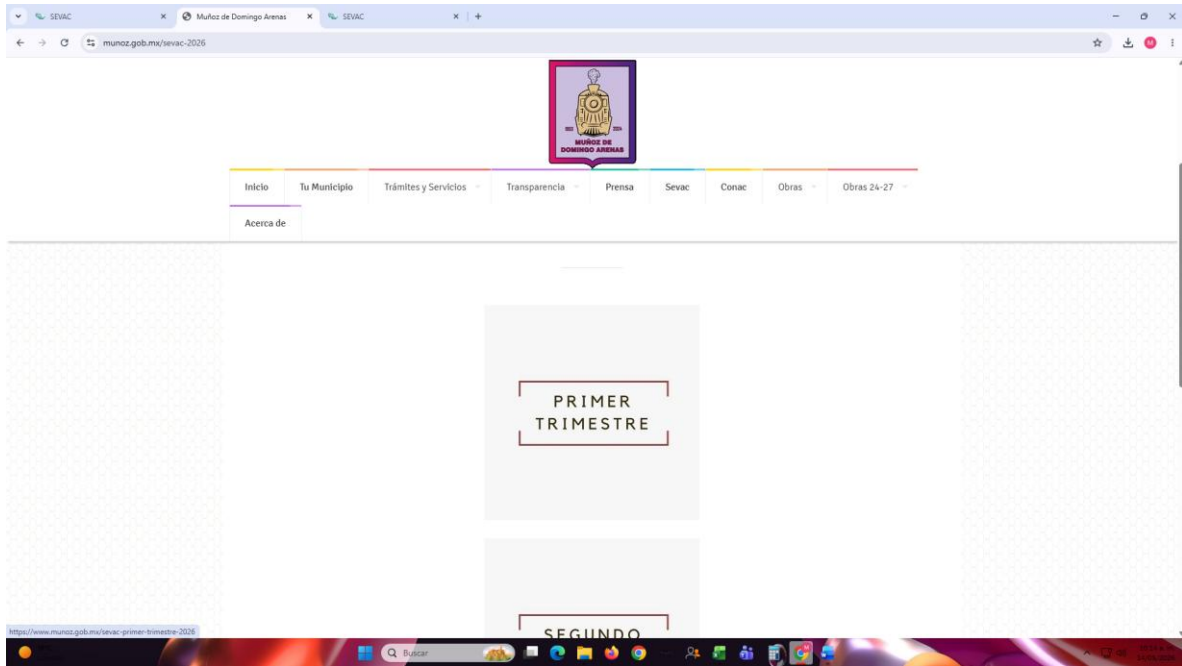 SEVAC
Muñoz de Domingo Arenas
SEVAC
munoz.gob.mx/sevac-2026
M
MUÑOZ DE
DOMINGO ARENAS
Inicio
Tu Municipio
Trámites y Servicios
Transparencia
Prensa
Sevac
Conac
Obras
Obras 24-27
Acerca de
PRIMER
TRIMESTRE
SEGUNDO
https://www.munoz.gob.mx/sevac-primer-trimestre-2026
Buscar